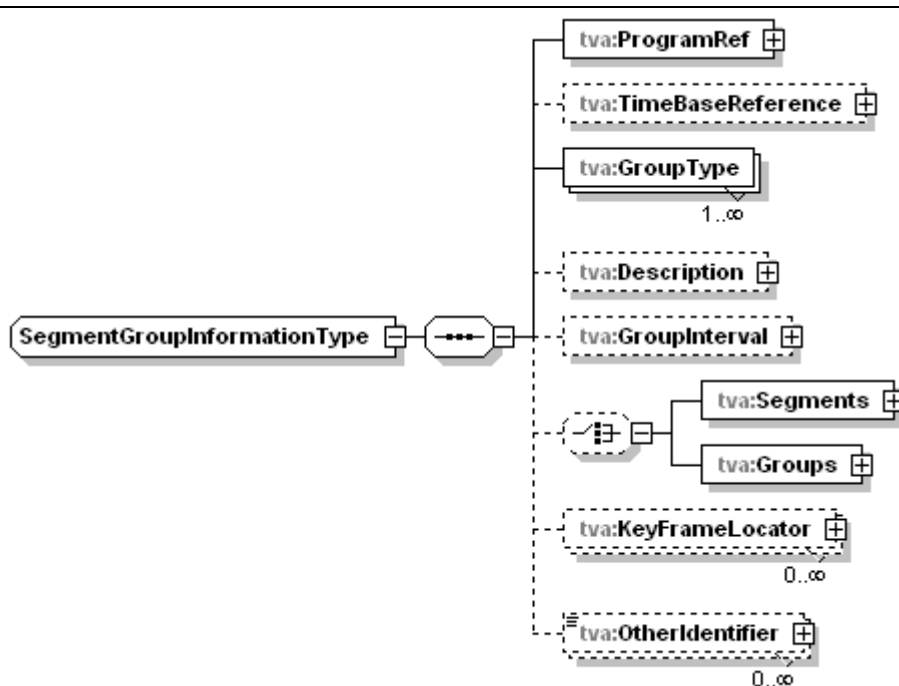 tva:ProgramRef
tva:TimeBaseReference
tva:GroupType
1..∞
tva:Description
SegmentGroupInformationType
tva:GroupInterval
tva:Segments
tva:Groups
tva:KeyFrameLocator
0..∞
tva:OtherIdentifier
0..∞